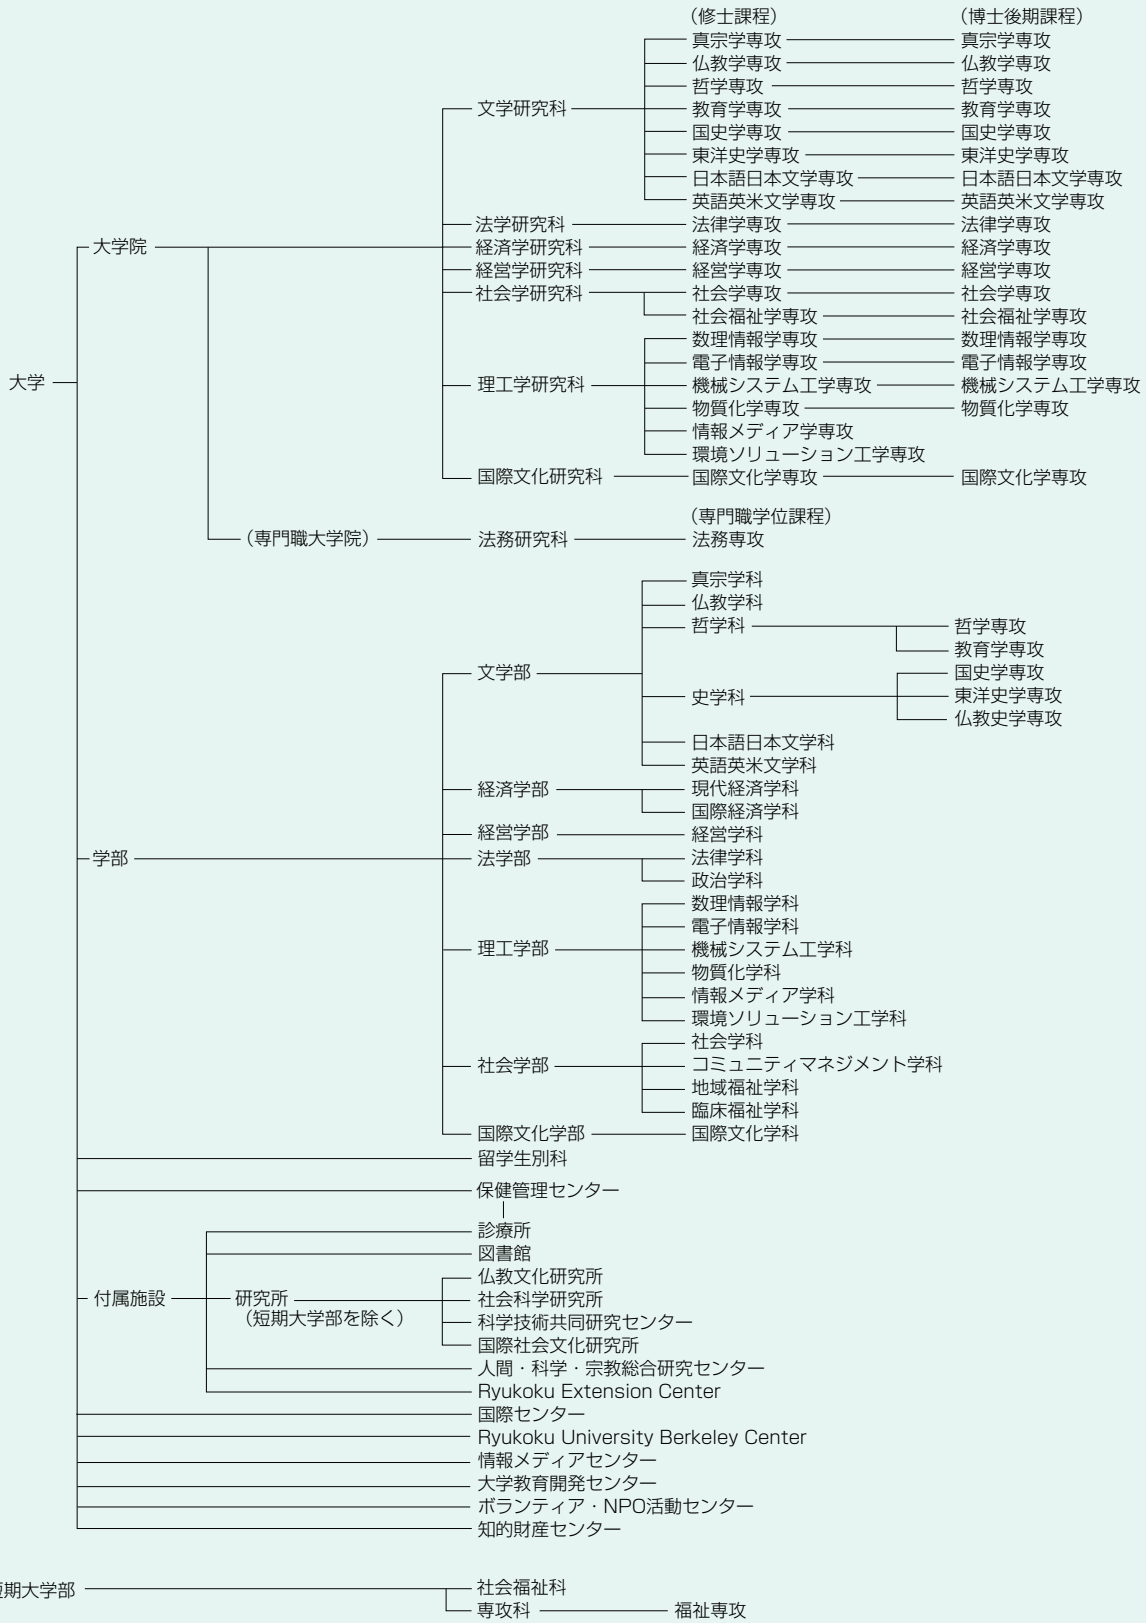 （修士課程） （博士後期課程）
真宗学専攻 真宗学専攻
仏教学専攻 仏教学専攻
哲学専攻 哲学専攻
文学研究科 教育学専攻 教育学専攻
国史学専攻 国史学専攻
東洋史学専攻 東洋史学専攻
日本語日本文学専攻 日本語日本文学専攻
英語英米文学専攻 英語英米文学専攻
法学研究科 法律学専攻 法律学専攻
大学院 経済学研究科 経済学専攻 経済学専攻
経営学研究科 経営学専攻 経営学専攻
社会学研究科 社会学専攻 社会学専攻
社会福祉学専攻 社会福祉学専攻
数理情報学専攻 数理情報学専攻
電子情報学専攻 電子情報学専攻
大学 理工学研究科 機械システム工学専攻 機械システム工学専攻
物質化学専攻 物質化学専攻
情報メディア学専攻
環境ソリューション工学専攻
国際文化研究科 国際文化学専攻 国際文化学専攻
（専門職学位課程）
（専門職大学院） 法務研究科 法務専攻
真宗学科
仏教学科
哲学科 哲学専攻
教育学専攻
文学部 国史学専攻
史学科 東洋史学専攻
仏教史学専攻
日本語日本文学科
英語英米文学科
経済学部 現代経済学科
国際経済学科
経営学部 経営学科
学部 法学部 法律学科
政治学科
数理情報学科
電子情報学科
理工学部 機械システム工学科
物質化学科
情報メディア学科
環境ソリューション工学科
社会学科
社会学部 コミュニティマネジメント学科
地域福祉学科
臨床福祉学科
国際文化学部 国際文化学科
留学生別科
保健管理センター
診療所
図書館
仏教文化研究所
付属施設 研究所 社会科学研究所
（短期大学部を除く） 科学技術共同研究センター
国際社会文化研究所
人間・科学・宗教総合研究センター
Ryukoku Extension Center
国際センター
Ryukoku University Berkeley Center
情報メディアセンター
大学教育開発センター
ボランティア・NPO活動センター
知的財産センター
短期大学部 社会福祉科
専攻科 福祉専攻